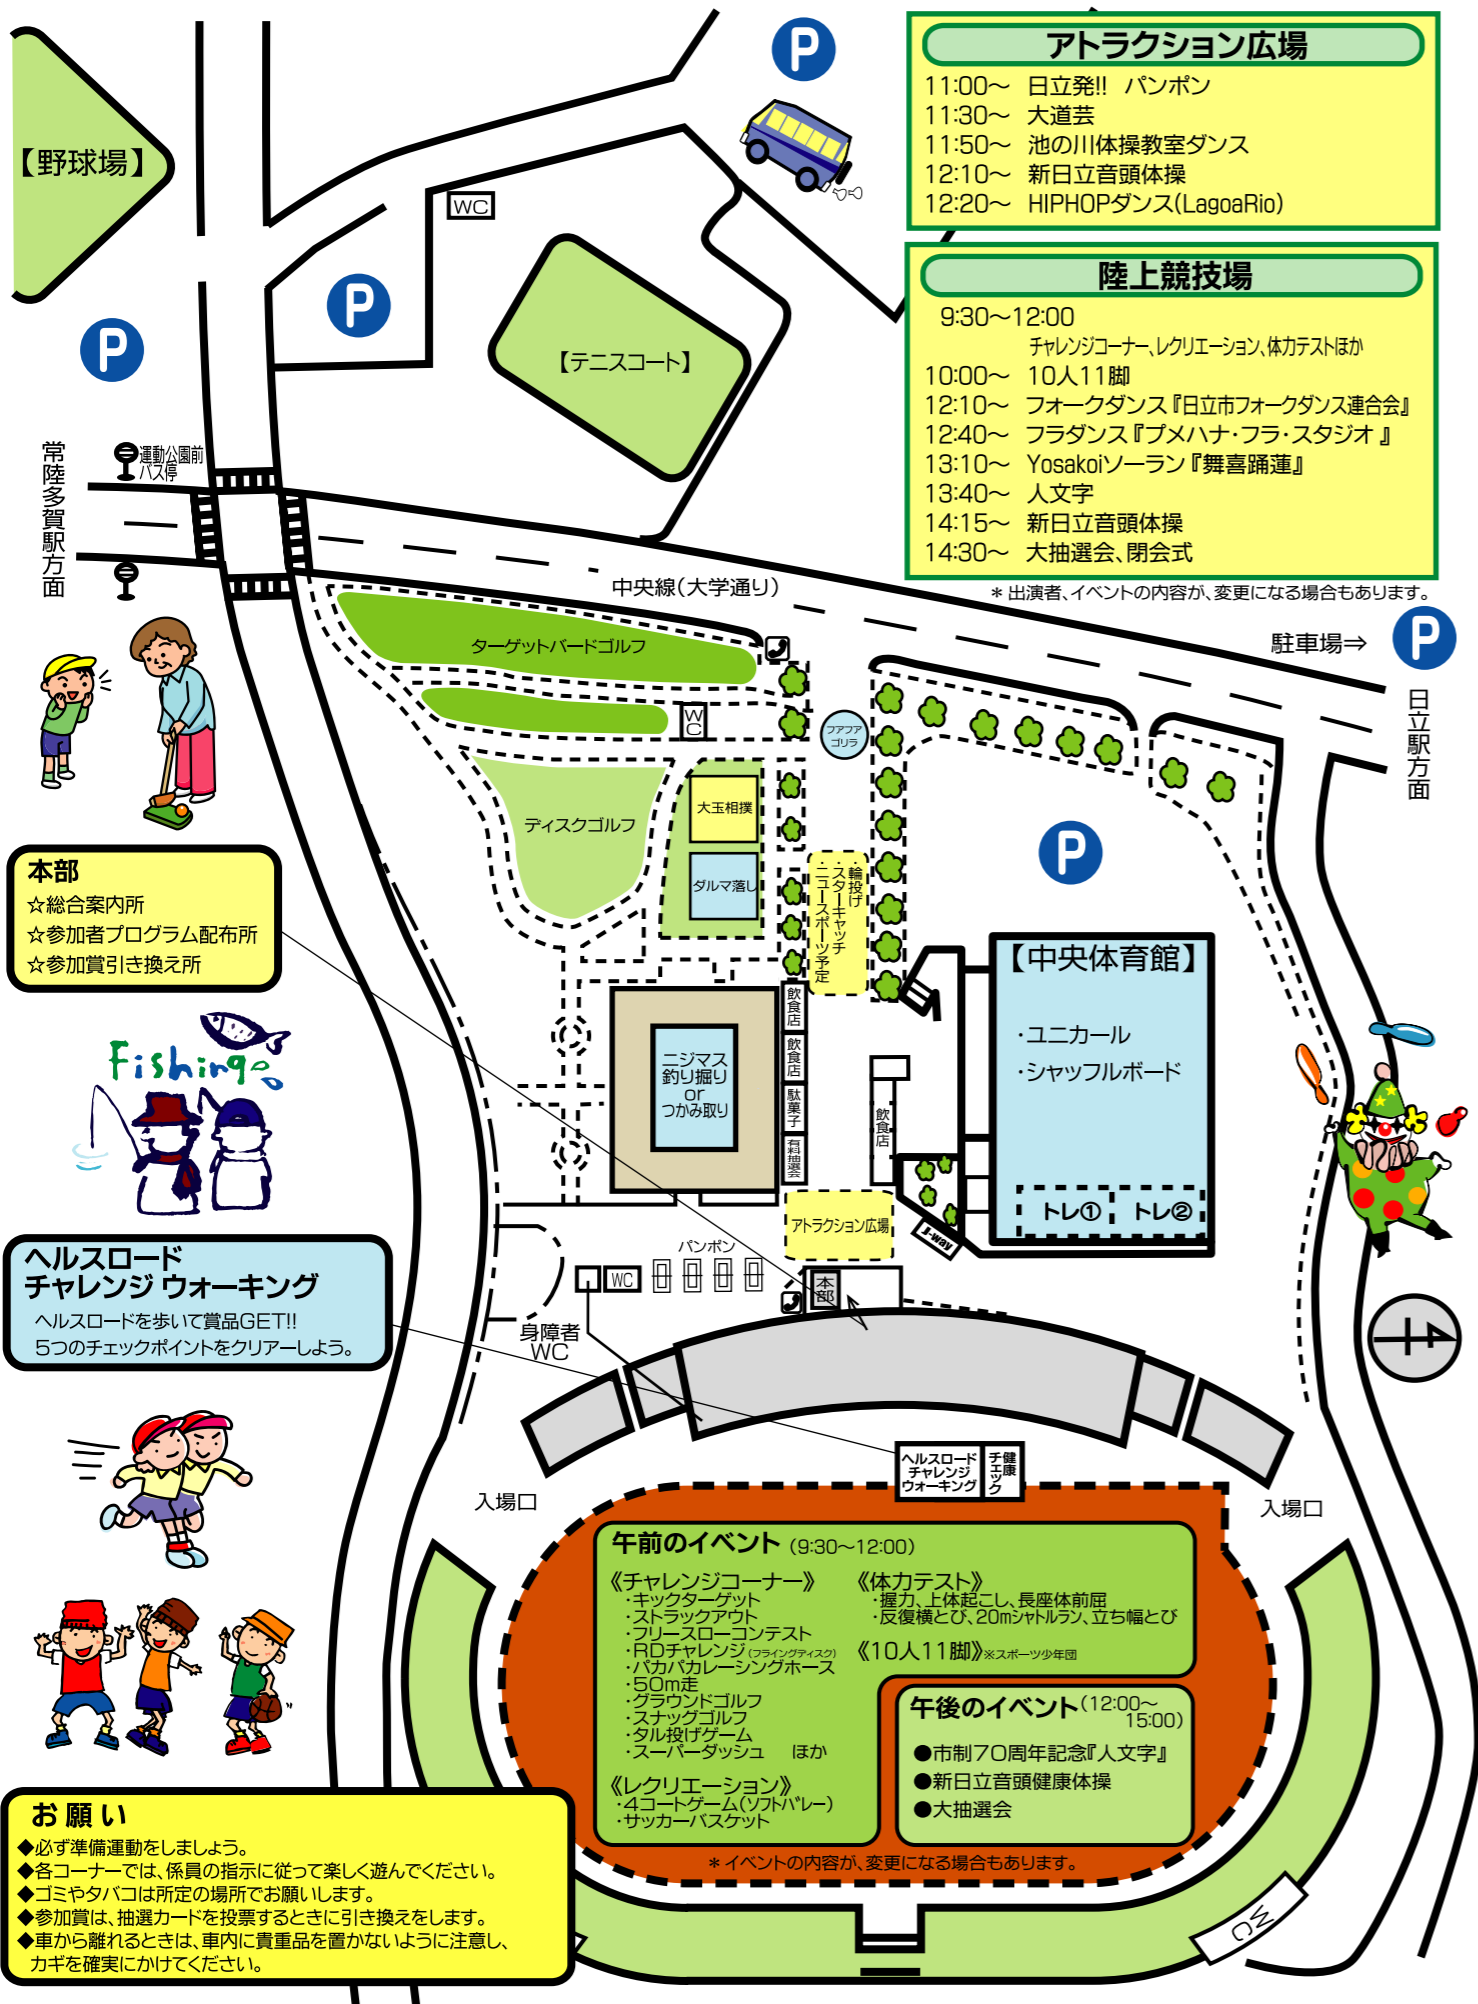 アトラクション広場
11:00～ 日立発!! パンポン
11:30～ 大道芸
11:50～ 池の川体操教室ダンス
12:10～ 新日立音頭体操
12:20～ HIPHOPダンス(LagoaRio)
陸上競技場
9:30～12:00
チャレンジコーナー、レクリエーション、体力テストほか
10:00～ 10人11脚
12:10～ フォークダンス『日立市フォークダンス連合会』
12:40～ フラダンス『プメハナ・フラ・スタジオ 』
13:10～ Yosakoiソーラン『舞喜踊蓮』
13:40～ 人文字
14:15～ 新日立音頭体操
14:30～ 大抽選会、閉会式
＊出演者、イベントの内容が、変更になる場合もあります。
P
【野球場】
WC
P
P
【テニスコート】
運動公園前
バス停
常陸多賀駅方面
中央線(大学通り)
駐車場⇒
P
日立駅方面
ターゲットバードゴルフ
WC
フアフア
ゴリラ
ディスクゴルフ
大玉相撲
ダルマ落し
P
・輪投げ
・スターキャッチ
・ニュースポーツ予定
本部
☆総合案内所
☆参加者プログラム配布所
☆参加賞引き換え所
【中央体育館】
・ユニカール
・シャッフルボード
トレ①
トレ②
飲食店
飲食店
駄菓子
有料抽選会
飲食店
ニジマス
釣り掘り
or
つかみ取り
Fishing
アトラクション広場
J-way
パンポン
WC
本部
身障者
WC
ヘルスロード
チャレンジ ウォーキング
ヘルスロードを歩いて賞品GET!!
5つのチェックポイントをクリアーしよう。
ヘルスロード
チャレンジ
ウォーキング
健康
チェック
入場口
入場口
午前のイベント (9:30～12:00)
《チャレンジコーナー》
・キックターゲット
・ストラックアウト
・フリースローコンテスト
・RDチャレンジ(フライングディスク)
・パカパカレーシングホース
・50m走
・グラウンドゴルフ
・スナッグゴルフ
・タル投げゲーム
・スーパーダッシュ ほか
《レクリエーション》
・4コートゲーム(ソフトバレー)
・サッカーバスケット
《体力テスト》
・握力、上体起こし、長座体前屈
・反復横とび、20mシャトルラン、立ち幅とび
《10人11脚》※スポーツ少年団
午後のイベント(12:00～
15:00)
●市制70周年記念『人文字』
●新日立音頭健康体操
●大抽選会
＊イベントの内容が、変更になる場合もあります。
WC
お 願 い
◆必ず準備運動をしましょう。
◆各コーナーでは、係員の指示に従って楽しく遊んでください。
◆ゴミやタバコは所定の場所でお願いします。
◆参加賞は、抽選カードを投票するときに引き換えをします。
◆車から離れるときは、車内に貴重品を置かないように注意し、
カギを確実にかけてください。